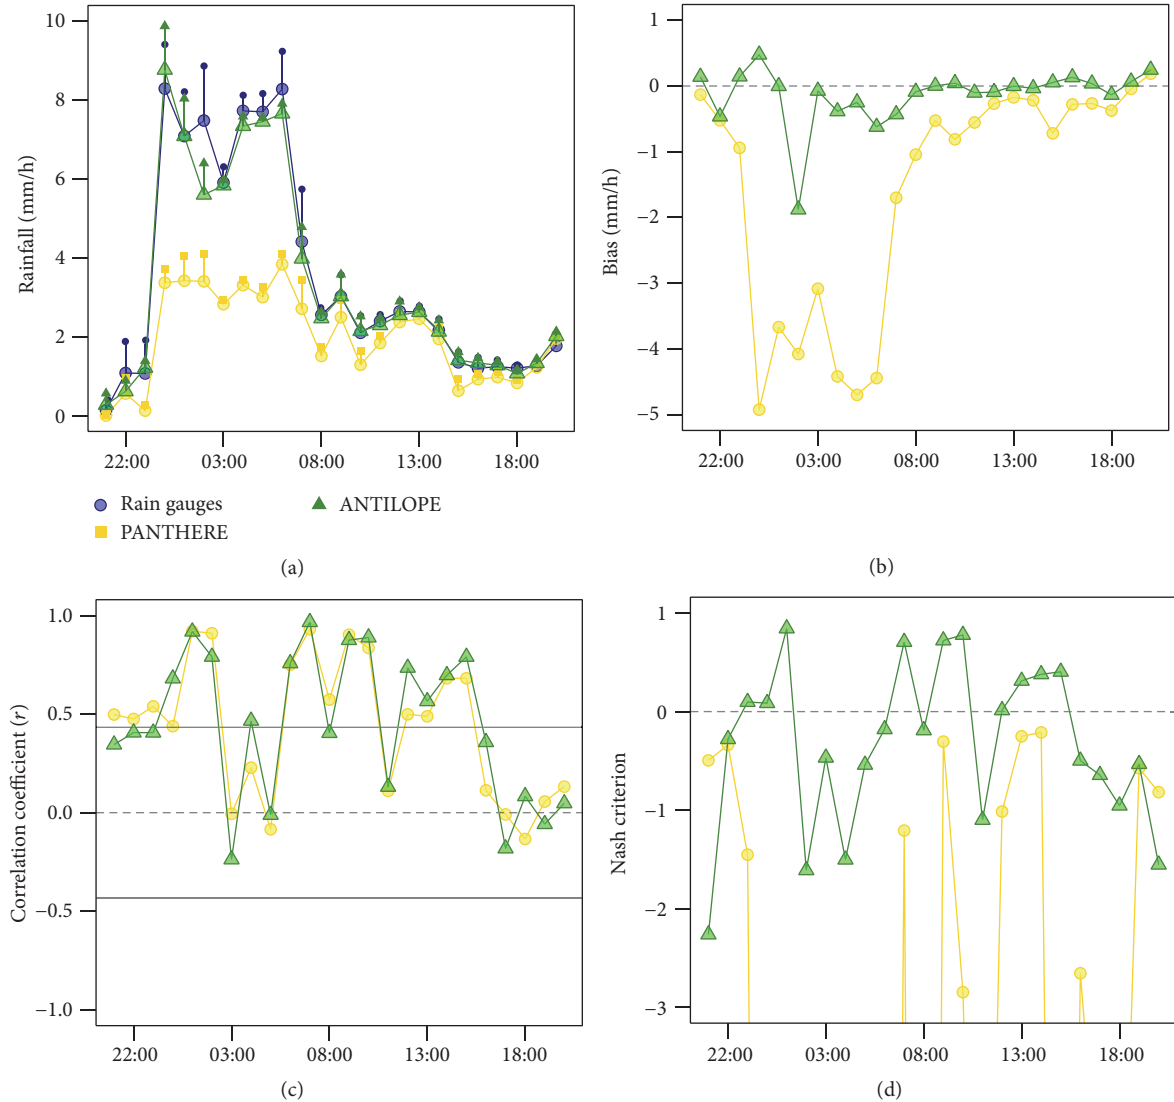 10
8
6
4
2
0
Rainfall (mm/h)
22:00 03:00 08:00 13:00 18:00
Rain gauges
PANTHERE
ANTILOPE
(a)
1
0
−1
−2
−3
−4
−5
Bias (mm/h)
22:00 03:00 08:00 13:00 18:00
(b)
1.0
0.5
0.0
−0.5
−1.0
Correlation coefficient (r)
22:00 03:00 08:00 13:00 18:00
(c)
1
0
−1
−2
−3
Nash criterion
22:00 03:00 08:00 13:00 18:00
(d)